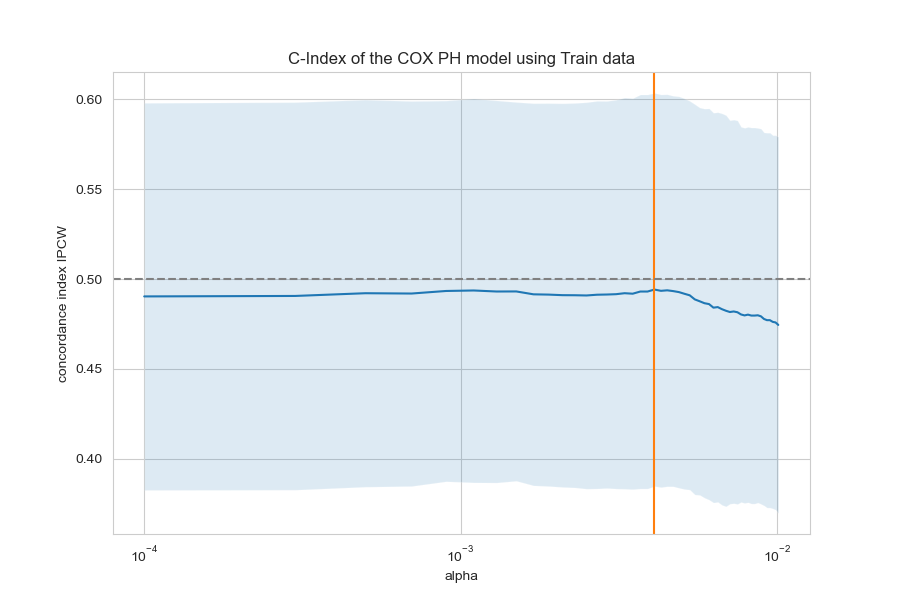 C-Index of the COX PH model using Train data
concordance index IPCW
0.60
0.55
0.50
0.45
0.40
10⁻⁴
10⁻³
10⁻²
alpha